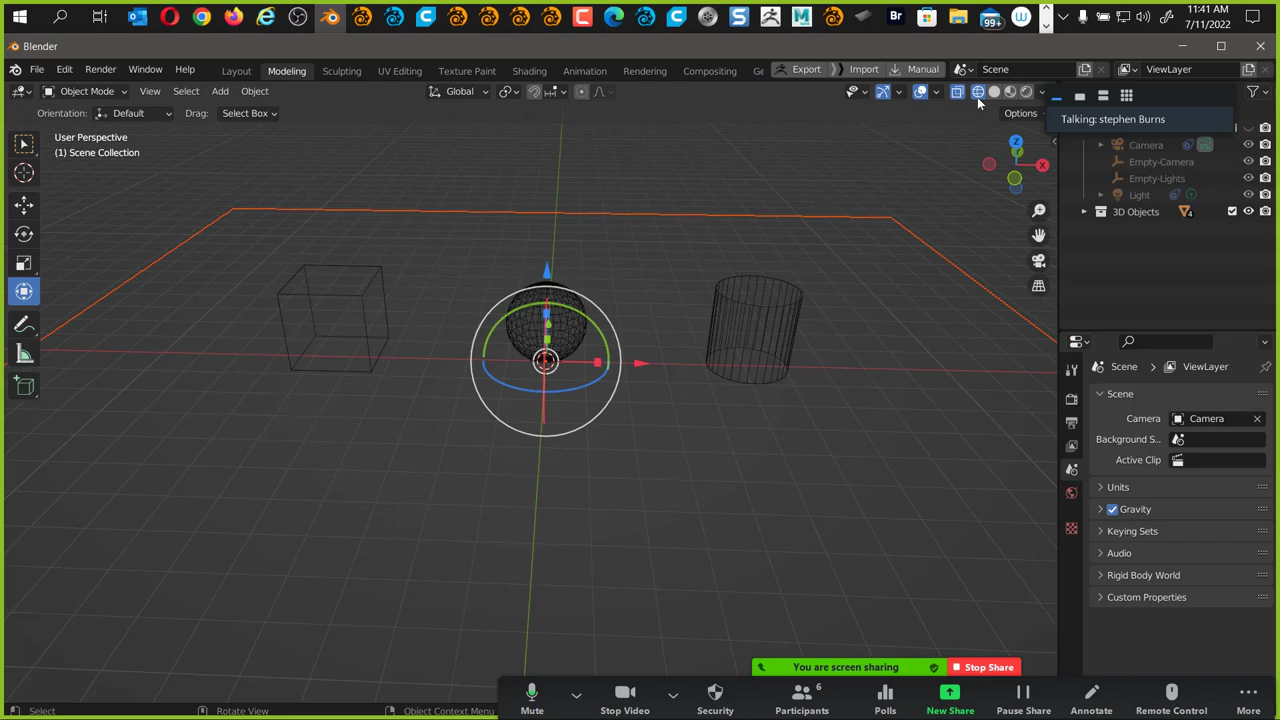 99+
11:41 AM
7/11/2022
Blender
File Edit Render Window Help
Layout Modeling Sculpting UV Editing Texture Paint Shading Animation Rendering Compositing Ge
Export Import Manual
Scene
ViewLayer
Object Mode View Select Add Object
Global
Orientation: Default Drag: Select Box
Options
Talking: stephen Burns
User Perspective
(1) Scene Collection
Z
Y
X
Camera
Empty-Camera
Empty-Lights
Light
3D Objects
4
Scene
ViewLayer
Scene
Camera Camera
Background S...
Active Clip
Units
Gravity
Keying Sets
Audio
Rigid Body World
Custom Properties
You are screen sharing
Stop Share
6
Mute Stop Video Security Participants Polls New Share Pause Share Annotate Remote Control More
Select
Rotate View
Object Context Menu